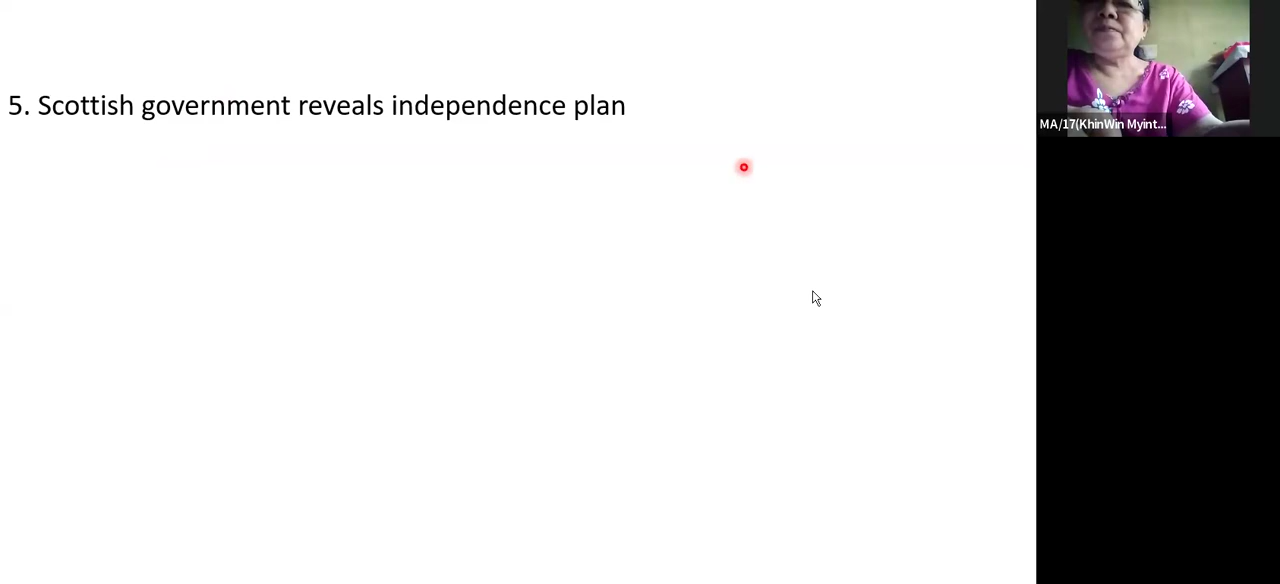 5. Scottish government reveals independence plan
MA/17(KhinWin Myint...